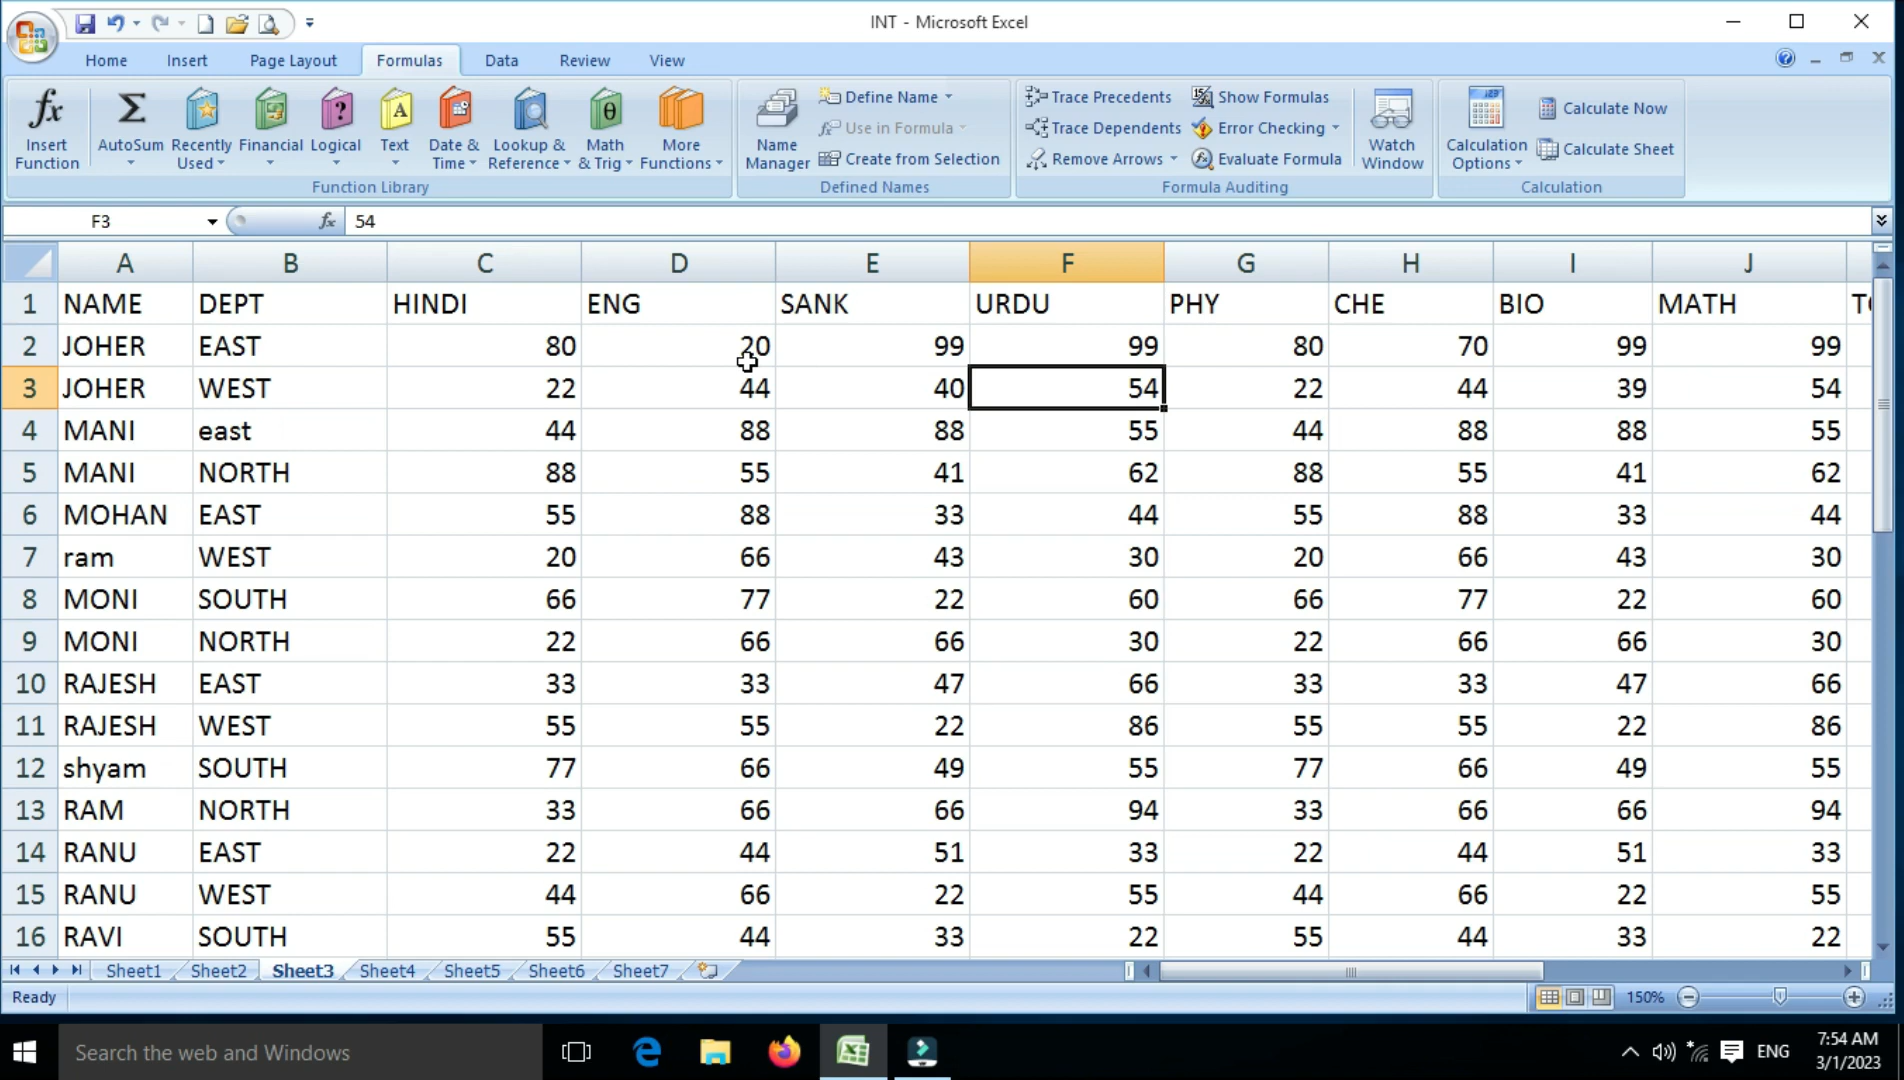 INT - Microsoft Excel
Home Insert Page Layout Formulas Data Review View
Insert Function
AutoSum
Recently Used
Financial
Logical
Text
Date & Time
Lookup & Reference
Math & Trig
More Functions
Function Library
Name Manager
Define Name
Use in Formula
Create from Selection
Defined Names
Trace Precedents
Trace Dependents
Remove Arrows
Show Formulas
Error Checking
Evaluate Formula
Watch Window
Formula Auditing
Calculation Options
Calculate Now
Calculate Sheet
Calculation
F3 fx 54
A B C D E F G H I J
1 NAME DEPT HINDI ENG SANK URDU PHY CHE BIO MATH
2 JOHER EAST 80 20 99 99 80 70 99 99
3 JOHER WEST 22 44 40 54 22 44 39 54
4 MANI east 44 88 88 55 44 88 88 55
5 MANI NORTH 88 55 41 62 88 55 41 62
6 MOHAN EAST 55 88 33 44 55 88 33 44
7 ram WEST 20 66 43 30 20 66 43 30
8 MONI SOUTH 66 77 22 60 66 77 22 60
9 MONI NORTH 22 66 66 30 22 66 66 30
10 RAJESH EAST 33 33 47 66 33 33 47 66
11 RAJESH WEST 55 55 22 86 55 55 22 86
12 shyam SOUTH 77 66 49 55 77 66 49 55
13 RAM NORTH 33 66 66 94 33 66 66 94
14 RANU EAST 22 44 51 33 22 44 51 33
15 RANU WEST 44 66 22 55 44 66 22 55
16 RAVI SOUTH 55 44 33 22 55 44 33 22
Sheet1 Sheet2 Sheet3 Sheet4 Sheet5 Sheet6 Sheet7
Ready 150%
Search the web and Windows
ENG
7:54 AM
3/1/2023